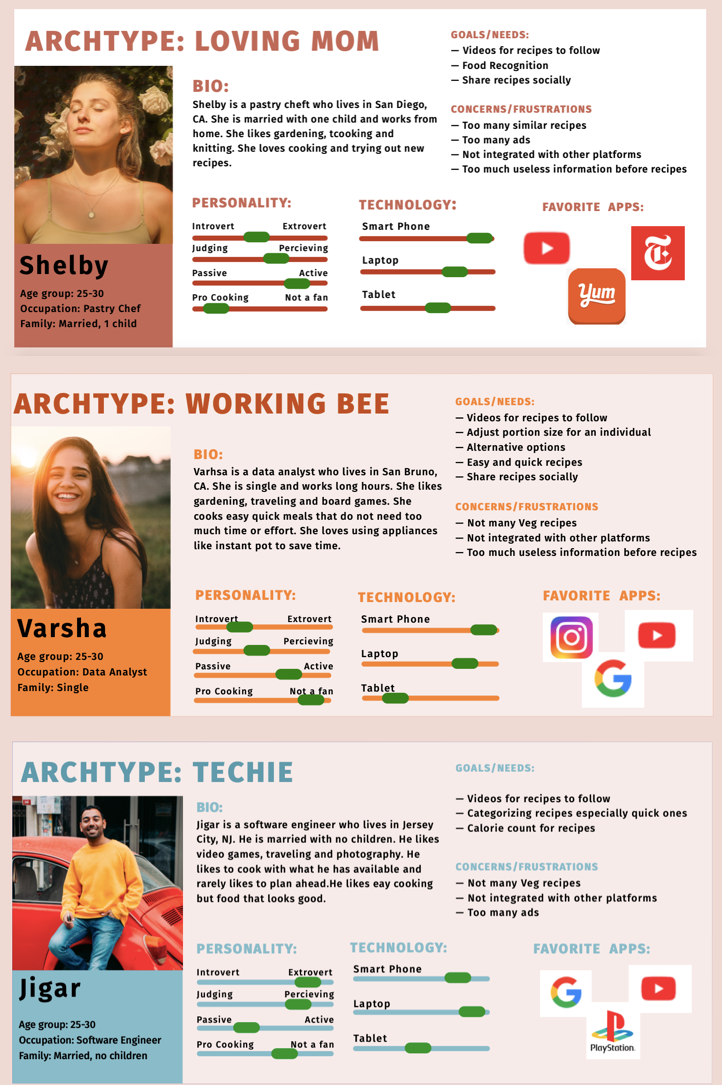 ARCHTYPE: LOVING MOM
Shelby
Age group: 25-30
Occupation: Pastry Chef
Family: Married, 1 child
BIO:
Shelby is a pastry cheft who lives in San Diego,
CA. She is married with one child and works from
home. She likes gardening, tcooking and
knitting. She loves cooking and trying out new
recipes.
GOALS/NEEDS:
— Videos for recipes to follow
— Food Recognition
— Share recipes socially
CONCERNS/FRUSTRATIONS
— Too many similar recipes
— Too many ads
— Not integrated with other platforms
— Too much useless information before recipes
PERSONALITY:
Introvert Extrovert
Judging Percieving
Passive Active
Pro Cooking Not a fan
TECHNOLOGY:
Smart Phone
Laptop
Tablet
FAVORITE APPS:
T
Yum
ARCHTYPE: WORKING BEE
Varsha
Age group: 25-30
Occupation: Data Analyst
Family: Single
BIO:
Varhsa is a data analyst who lives in San Bruno,
CA. She is single and works long hours. She likes
gardening, traveling and board games. She
cooks easy quick meals that do not need too
much time or effort. She loves using appliances
like instant pot to save time.
GOALS/NEEDS:
— Videos for recipes to follow
— Adjust portion size for an individual
— Alternative options
— Easy and quick recipes
— Share recipes socially
CONCERNS/FRUSTRATIONS
— Not many Veg recipes
— Not integrated with other platforms
— Too much useless information before recipes
PERSONALITY:
Introvert Extrovert
Judging Percieving
Passive Active
Pro Cooking Not a fan
TECHNOLOGY:
Smart Phone
Laptop
Tablet
FAVORITE APPS:
G
ARCHTYPE: TECHIE
Jigar
Age group: 25-30
Occupation: Software Engineer
Family: Married, no children
BIO:
Jigar is a software engineer who lives in Jersey
City, NJ. He is married with no children. He likes
video games, traveling and photography. He
likes to cook with what he has available and
rarely likes to plan ahead.He likes eay cooking
but food that looks good.
GOALS/NEEDS:
— Videos for recipes to follow
— Categorizing recipes especially quick ones
— Calorie count for recipes
CONCERNS/FRUSTRATIONS
— Not many Veg recipes
— Not integrated with other platforms
— Too many ads
PERSONALITY:
Introvert Extrovert
Judging Percieving
Passive Active
Pro Cooking Not a fan
TECHNOLOGY:
Smart Phone
Laptop
Tablet
FAVORITE APPS:
G
PlayStation.